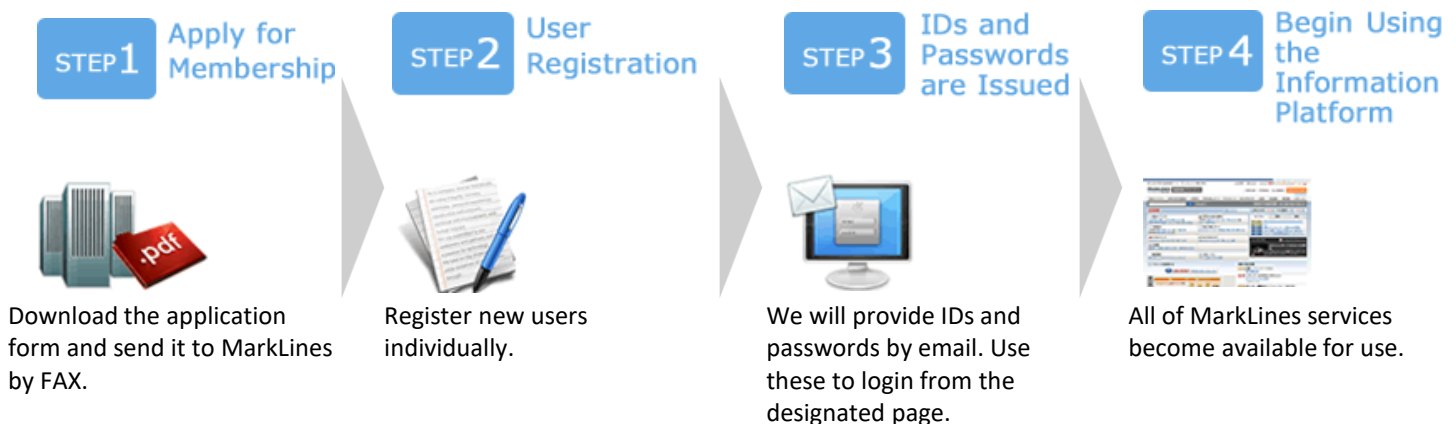 STEP1
Apply for
Membership
STEP2
User
Registration
STEP3
IDs and
Passwords
are Issued
STEP4
Begin Using
the
Information
Platform
.pdf
Download the application
form and send it to MarkLines
by FAX.
Register new users
individually.
We will provide IDs and
passwords by email. Use
these to login from the
designated page.
All of MarkLines services
become available for use.